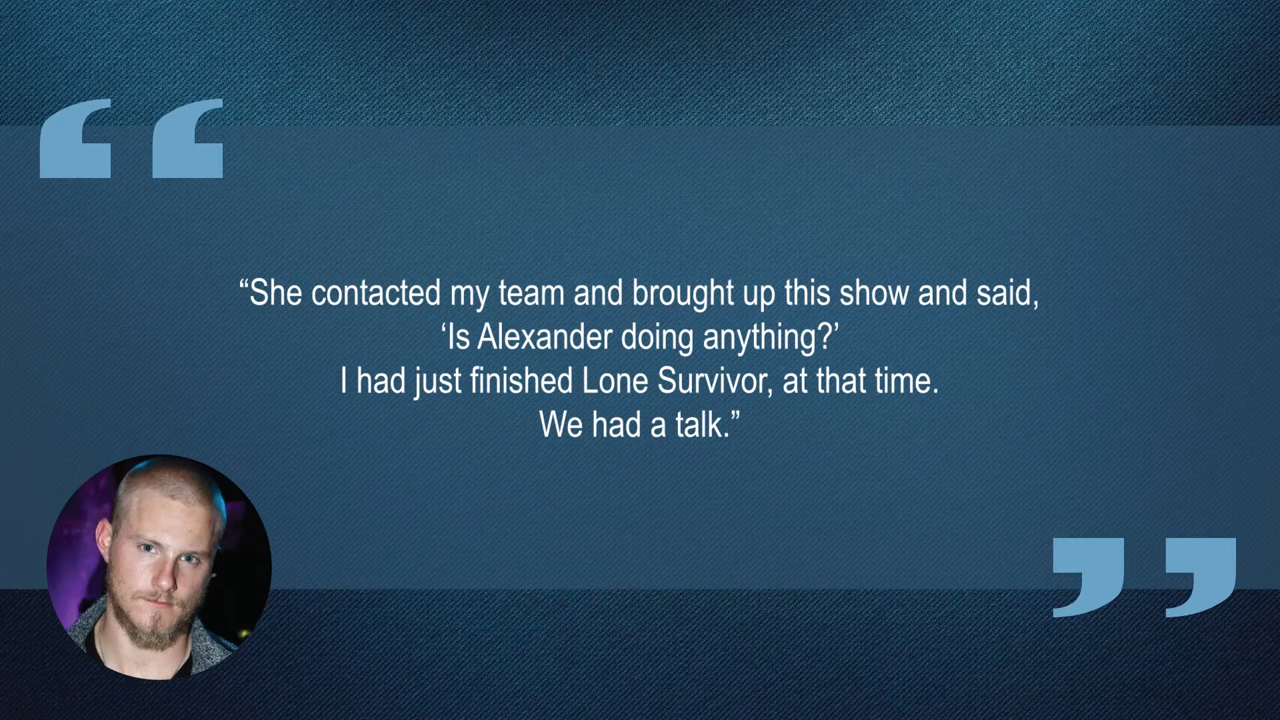 “She contacted my team and brought up this show and said,
‘Is Alexander doing anything?’
I had just finished Lone Survivor, at that time.
We had a talk.”